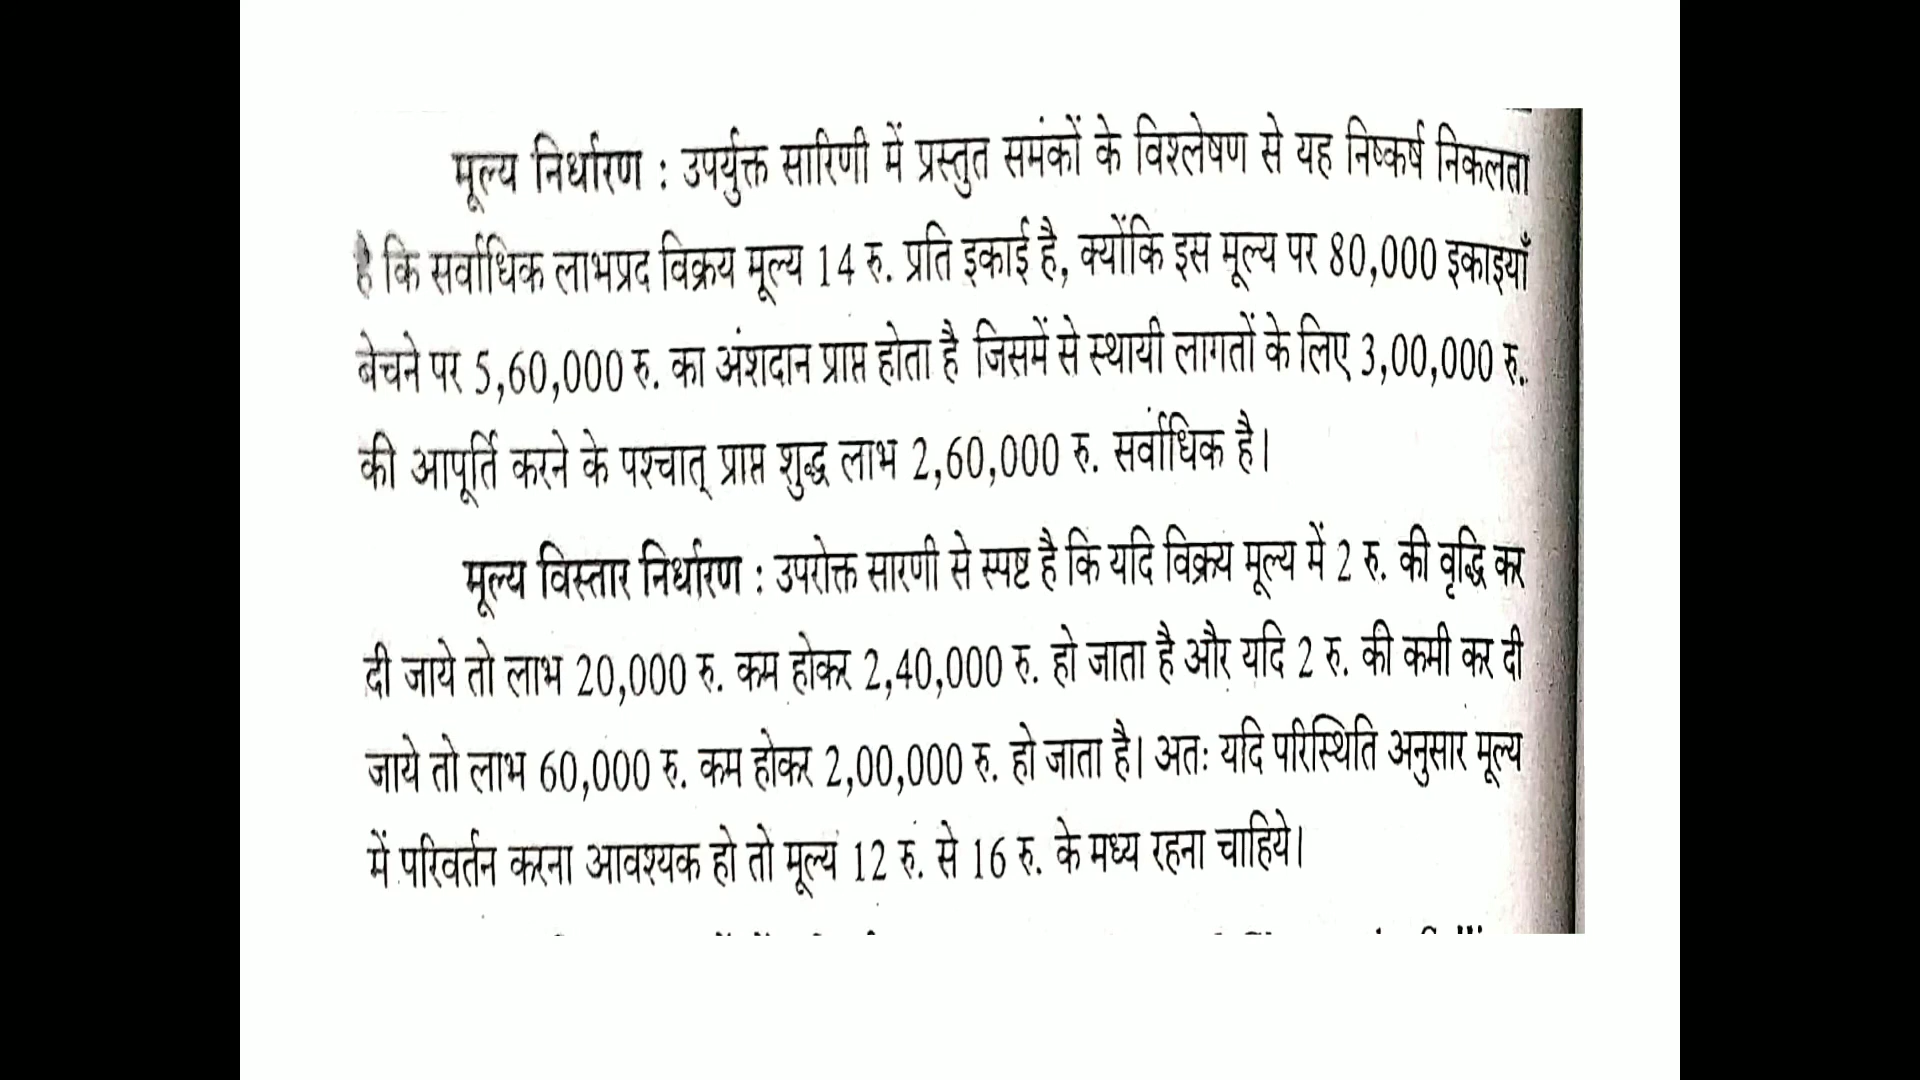 मूल्य निर्धारण : उपर्युक्त सारिणी में प्रस्तुत समंकों के विश्लेषण से यह निष्कर्ष निकलता
है कि सर्वाधिक लाभप्रद विक्रय मूल्य 14 रु. प्रति इकाई है, क्योंकि इस मूल्य पर 80,000 इकाइयाँ
बेचने पर 5,60,000 रु. का अंशदान प्राप्त होता है जिसमें से स्थायी लागतों के लिए 3,00,000 रु.
की आपूर्ति करने के पश्चात् प्राप्त शुद्ध लाभ 2,60,000 रु. सर्वाधिक है।
मूल्य विस्तार निर्धारण : उपरोक्त सारणी से स्पष्ट है कि यदि विक्रय मूल्य में 2 रु. की वृद्धि कर
दी जाये तो लाभ 20,000 रु. कम होकर 2,40,000 रु. हो जाता है और यदि 2 रु. की कमी कर दी
जाये तो लाभ 60,000 रु. कम होकर 2,00,000 रु. हो जाता है। अतः यदि परिस्थिति अनुसार मूल्य
में परिवर्तन करना आवश्यक हो तो मूल्य 12 रु. से 16 रु. के मध्य रहना चाहिये।